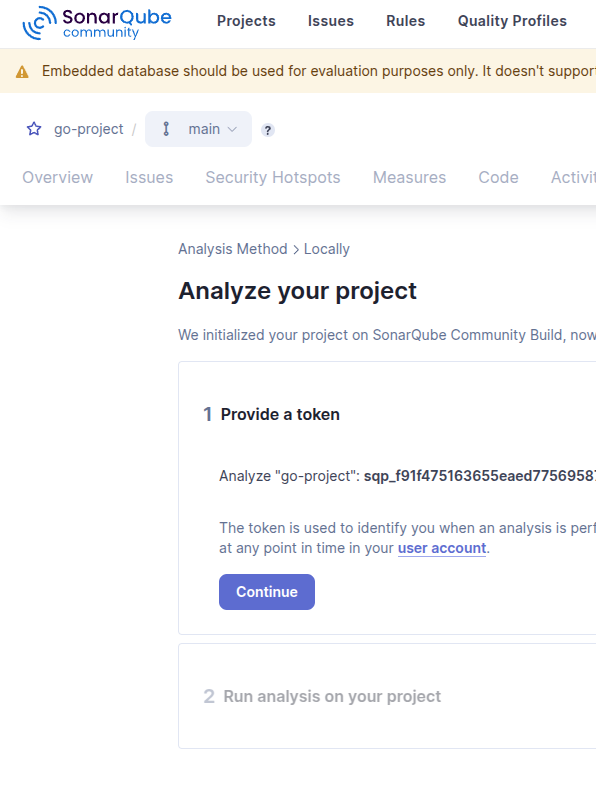 SonarQube community
Projects Issues Rules Quality Profiles
Embedded database should be used for evaluation purposes only. It doesn't suppor
go-project / main ?
Overview Issues Security Hotspots Measures Code Activit
Analysis Method > Locally
Analyze your project
We initialized your project on SonarQube Community Build, now
1 Provide a token
Analyze "go-project": sqp_f91f475163655eaed77569587
The token is used to identify you when an analysis is perf
at any point in time in your user account.
Continue
2 Run analysis on your project